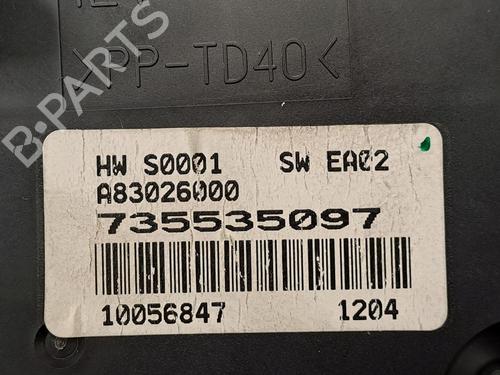 >PP-TD40<
B-PARTS
HW S0001 SW EA02
A83026000
735535097
10056847 1204